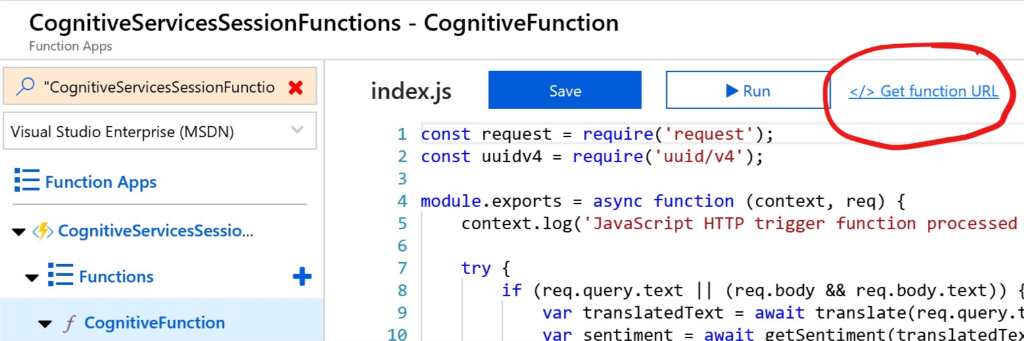 CognitiveServicesSessionFunctions - CognitiveFunction
Function Apps
"CognitiveServicesSessionFunctio
Visual Studio Enterprise (MSDN)
Function Apps
CognitiveServicesSessio...
Functions
f CognitiveFunction
index.js Save Run </> Get function URL
1 const request = require('request');
2 const uuidv4 = require('uuid/v4');
3
4 module.exports = async function (context, req) {
5 context.log('JavaScript HTTP trigger function processed
6
7 try {
8 if (req.query.text || (req.body && req.body.text)) {
9 var translatedText = await translate(req.query.t
10 var sentiment = await getSentiment(translatedTex